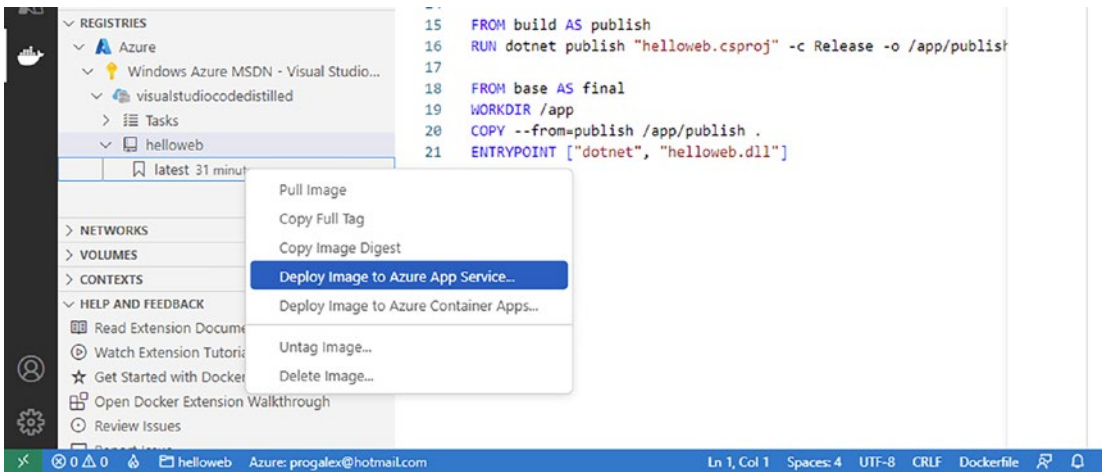 REGISTRIES
Azure
Windows Azure MSDN - Visual Studio...
visualstudiocodedistilled
Tasks
helloweb
latest 31 minut
NETWORKS
VOLUMES
CONTEXTS
HELP AND FEEDBACK
Read Extension Docume
Watch Extension Tutoria
Get Started with Docker
Open Docker Extension Walkthrough
Review Issues
Pull Image
Copy Full Tag
Copy Image Digest
Deploy Image to Azure App Service...
Deploy Image to Azure Container Apps...
Untag Image...
Delete Image...
15 FROM build AS publish
16 RUN dotnet publish "helloweb.csproj" -c Release -o /app/publish
17
18 FROM base AS final
19 WORKDIR /app
20 COPY --from=publish /app/publish .
21 ENTRYPOINT ["dotnet", "helloweb.dll"]
0 0 helloweb Azure: progalex@hotmail.com Ln 1, Col 1 Spaces: 4 UTF-8 CRLF Dockerfile